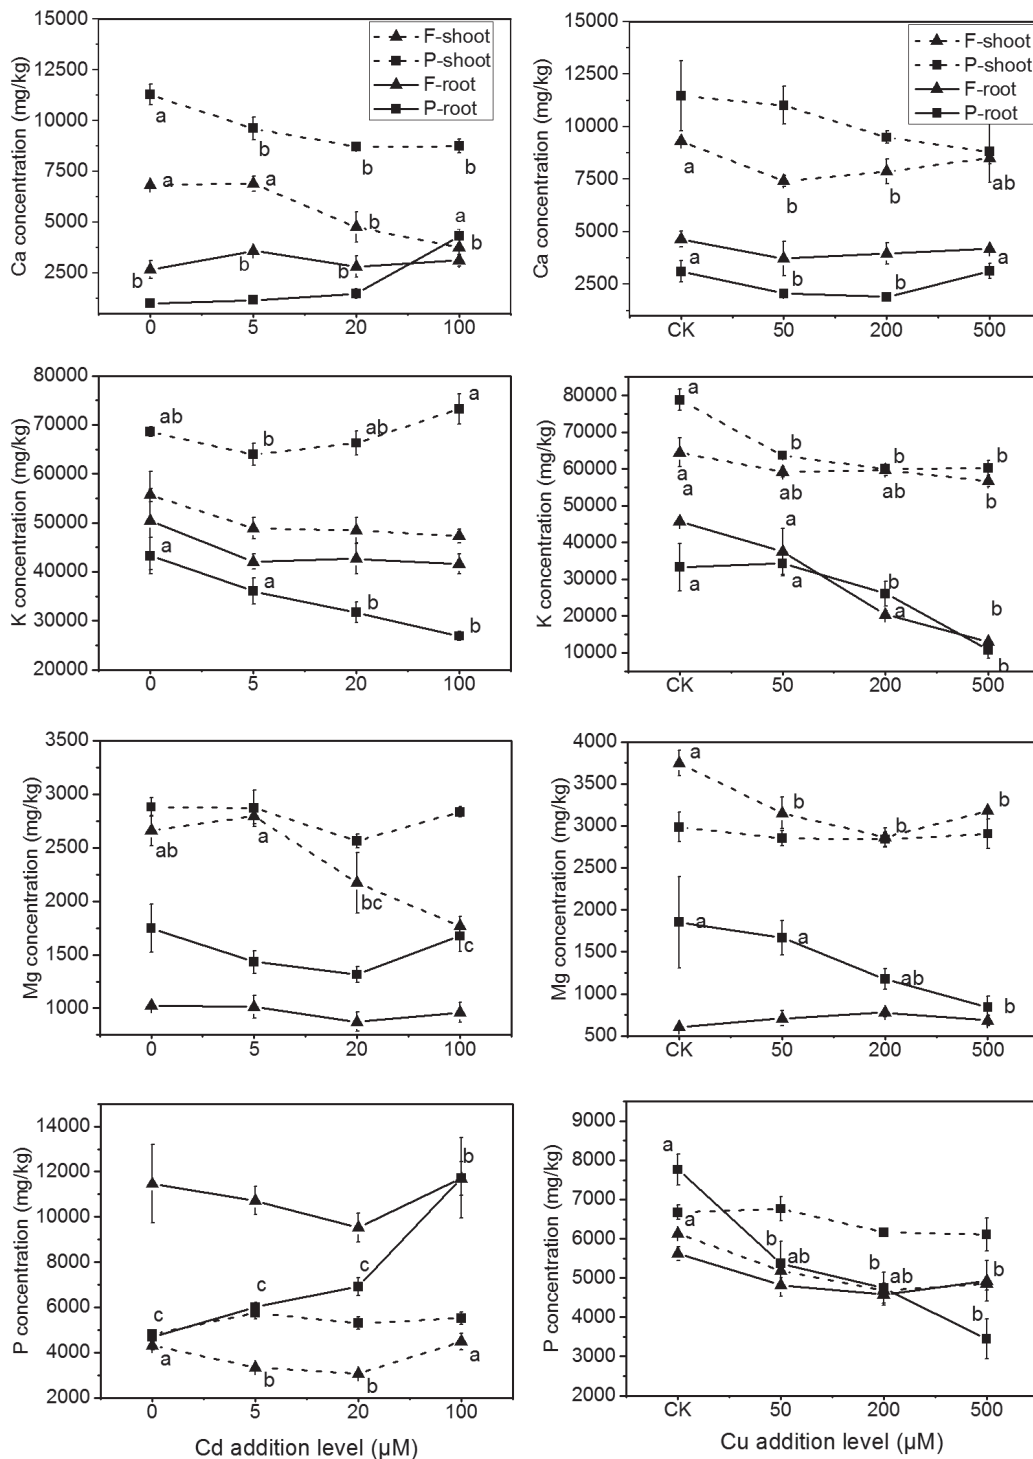 Ca concentration (mg/kg)
15000
12500
10000
7500
5000
2500
0
5
20
100
F-shoot
P-shoot
F-root
P-root
a
b
b
b
a
a
b
b
b
b
b
a
Ca concentration (mg/kg)
15000
12500
10000
7500
5000
2500
CK
50
200
500
F-shoot
P-shoot
F-root
P-root
a
b
b
ab
a
b
b
a
K concentration (mg/kg)
80000
70000
60000
50000
40000
30000
20000
0
5
20
100
ab
b
ab
a
a
a
b
b
K concentration (mg/kg)
80000
70000
60000
50000
40000
30000
20000
10000
CK
50
200
500
a
b
b
b
a
ab
ab
b
a
a
a
b
a
b
b
Mg concentration (mg/kg)
3500
3000
2500
2000
1500
1000
0
5
20
100
ab
a
bc
c
Mg concentration (mg/kg)
4000
3500
3000
2500
2000
1500
1000
500
CK
50
200
500
a
b
b
b
a
a
ab
b
P concentration (mg/kg)
14000
12000
10000
8000
6000
4000
2000
0
5
20
100
c
c
c
b
a
b
b
a
Cd addition level (µM)
P concentration (mg/kg)
9000
8000
7000
6000
5000
4000
3000
2000
CK
50
200
500
a
a
b
ab
b
ab
b
b
Cu addition level (µM)